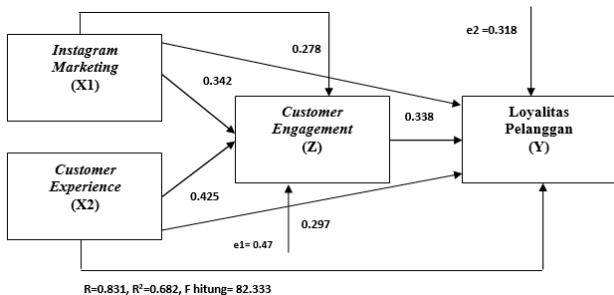 Instagram
Marketing
(X1)
0.278
e2 =0.318
0.342
Customer
Engagement
(Z)
0.338
Loyalitas
Pelanggan
(Y)
Customer
Experience
(X2)
0.425
0.297
e1= 0.47
R=0.831, R²=0.682, F hitung= 82.333